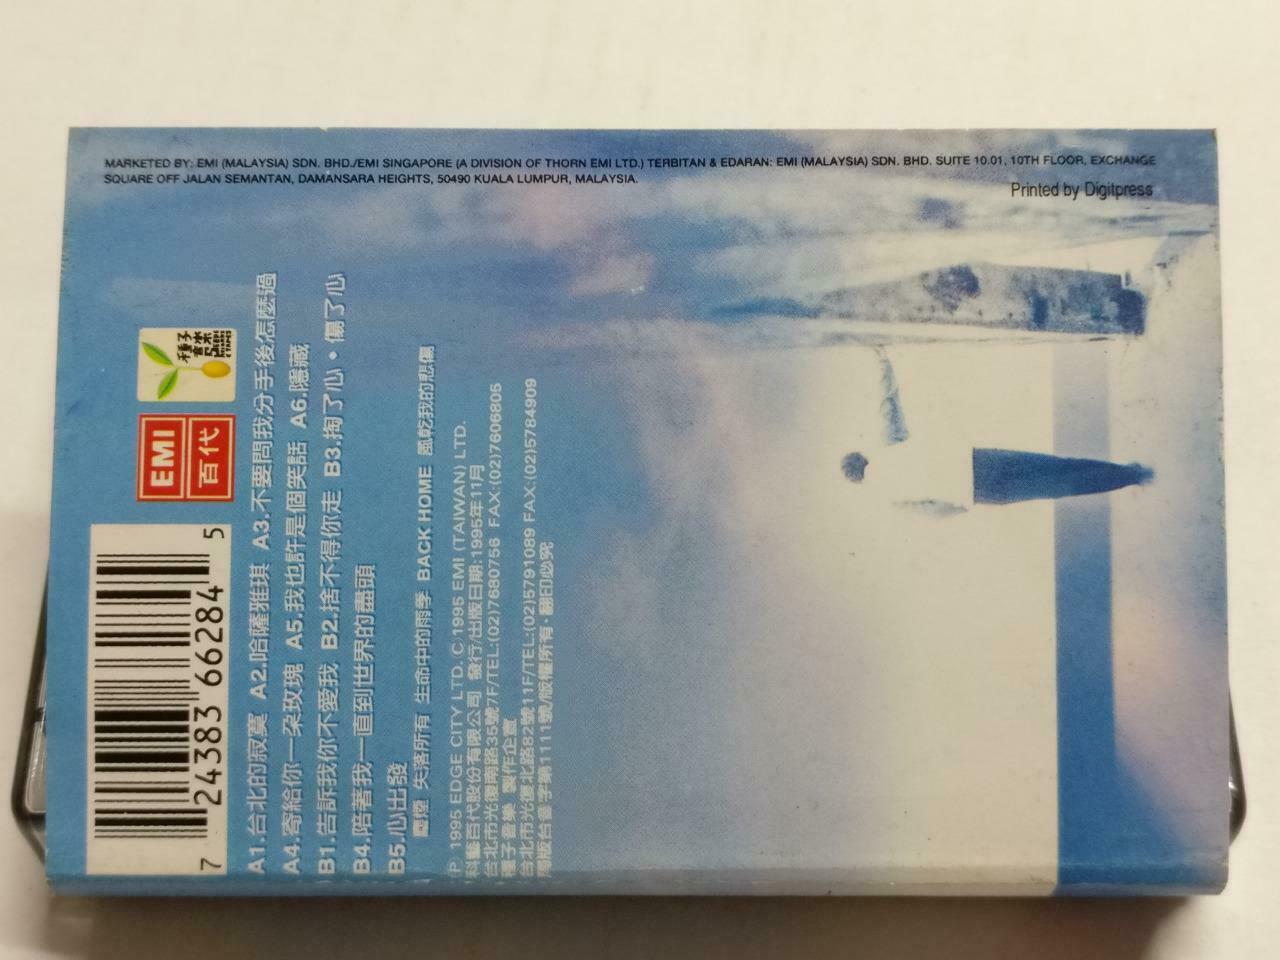 MARKETED BY: EMI (MALAYSIA) SDN. BHD./EMI SINGAPORE (A DIVISION OF THORN EMI LTD.) TERBITAN & EDARAN: EMI (MALAYSIA) SDN. BHD. SUITE 10.01, 10TH FLOOR, EXCHANGE
SQUARE OFF JALAN SEMANTAN, DAMANSARA HEIGHTS, 50490 KUALA LUMPUR, MALAYSIA.
Printed by Digitpress
7 24383 66284 5
EMI
百代
種子
音樂
SEED
A1.台北的寂寞 A2.哈薩雅琪 A3.不要問我分手後怎麼過
A4.寄給你一朵玫瑰 A5.我也許是個笑話 A6.隱藏
B1.告訴我你不愛我 B2.捨不得你走 B3.掏了心•傷了心
B4.陪著我一直到世界的盡頭
B5.心出發
塵煙 失落所有 生命中的雨季 BACK HOME 風乾我的悲傷
P 1995 EDGE CITY LTD. C 1995 EMI (TAIWAN) LTD.
科藝百代股份有限公司 發行/出版日期:1995年11月
台北市光復南路35號7F/TEL:(02)7680756 FAX:(02)7606805
種子音樂 製作企宣
台北市光復北路82號11F/TEL:(02)5791089 FAX:(02)5784909
局版台音字第1111號/版權所有·翻印必究